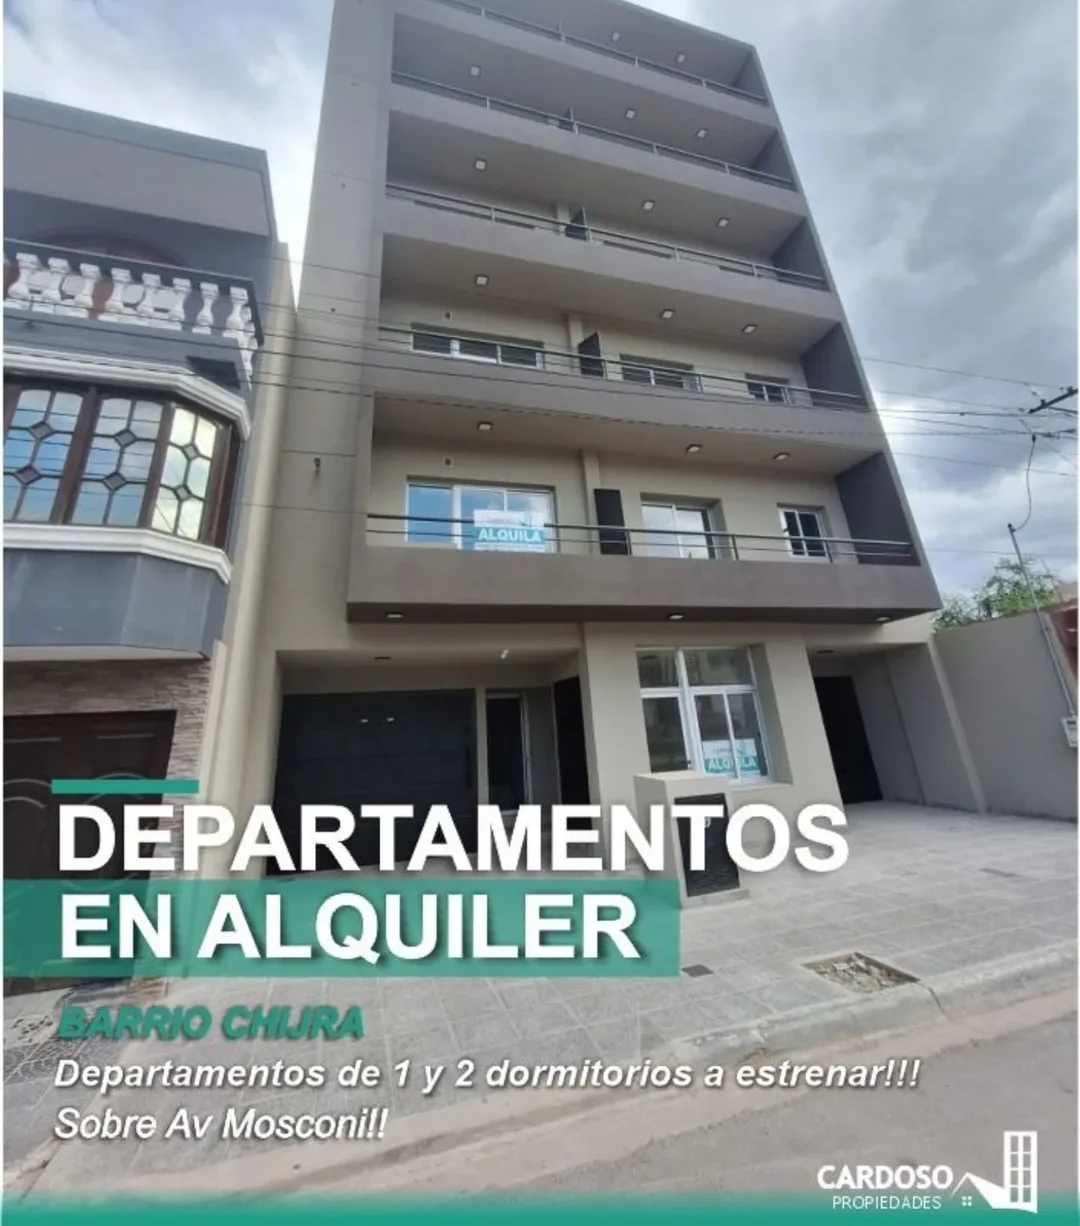 ALQUILA
ALQUILA
DEPARTAMENTOS
EN ALQUILER
BARRIO CHIJRA
Departamentos de 1 y 2 dormitorios a estrenar!!!
Sobre Av Mosconi!!
CARDOSO
PROPIEDADES